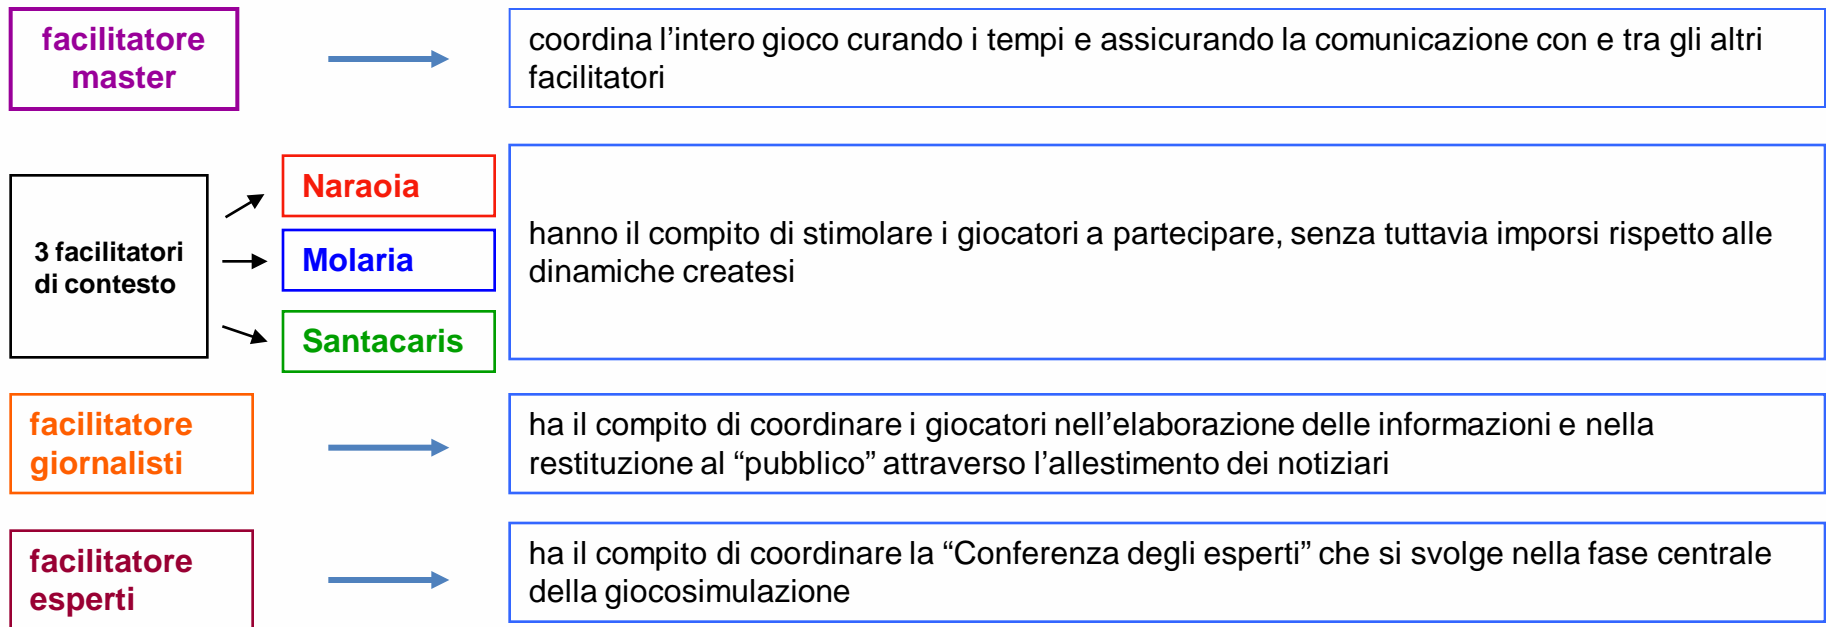 facilitatore
master
coordina l’intero gioco curando i tempi e assicurando la comunicazione con e tra gli altri
facilitatori
3 facilitatori
di contesto
Naraoia
Molaria
Santacaris
hanno il compito di stimolare i giocatori a partecipare, senza tuttavia imporsi rispetto alle
dinamiche createsi
facilitatore
giornalisti
ha il compito di coordinare i giocatori nell’elaborazione delle informazioni e nella
restituzione al “pubblico” attraverso l’allestimento dei notiziari
facilitatore
esperti
ha il compito di coordinare la “Conferenza degli esperti” che si svolge nella fase centrale
della giocosimulazione